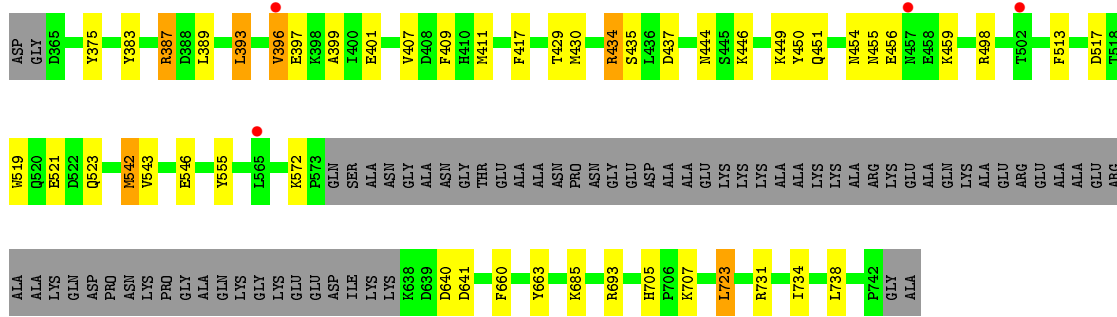 ASP GLY D365 Y375 Y383 R387 D388 L389 L393 V396 E397 K398 A399 I400 E401 V407 D408 F409 H410 M411 F417 T429 M430 R434 S435 L436 D437 N444 S445 K446 K449 Y450 Q451 N454 N455 E456 N457 E458 K459 R498 T502 F513 D517 T518
W519 Q520 E521 D522 Q523 M542 V543 E546 Y555 L565 K572 P573 GLN SER ALA ASN GLY ALA ASN GLY THR GLU ALA ALA ASN PRO ASN GLY GLU ASP ALA ALA GLU LYS LYS LYS ALA ALA LYS LYS ASN ALA ARG LYS GLU ALA GLN LYS ALA GLU ARG GLU ALA ALA GLU ARG
ALA ALA LYS GLN ASP PRO ASN LYS PRO GLY ALA GLN LYS GLY LYS GLU GLU ASP ILE LYS LYS K638 D639 D640 D641 F660 Y663 K685 R693 H705 P706 K707 L723 R731 I734 L738 P742 GLY ALA